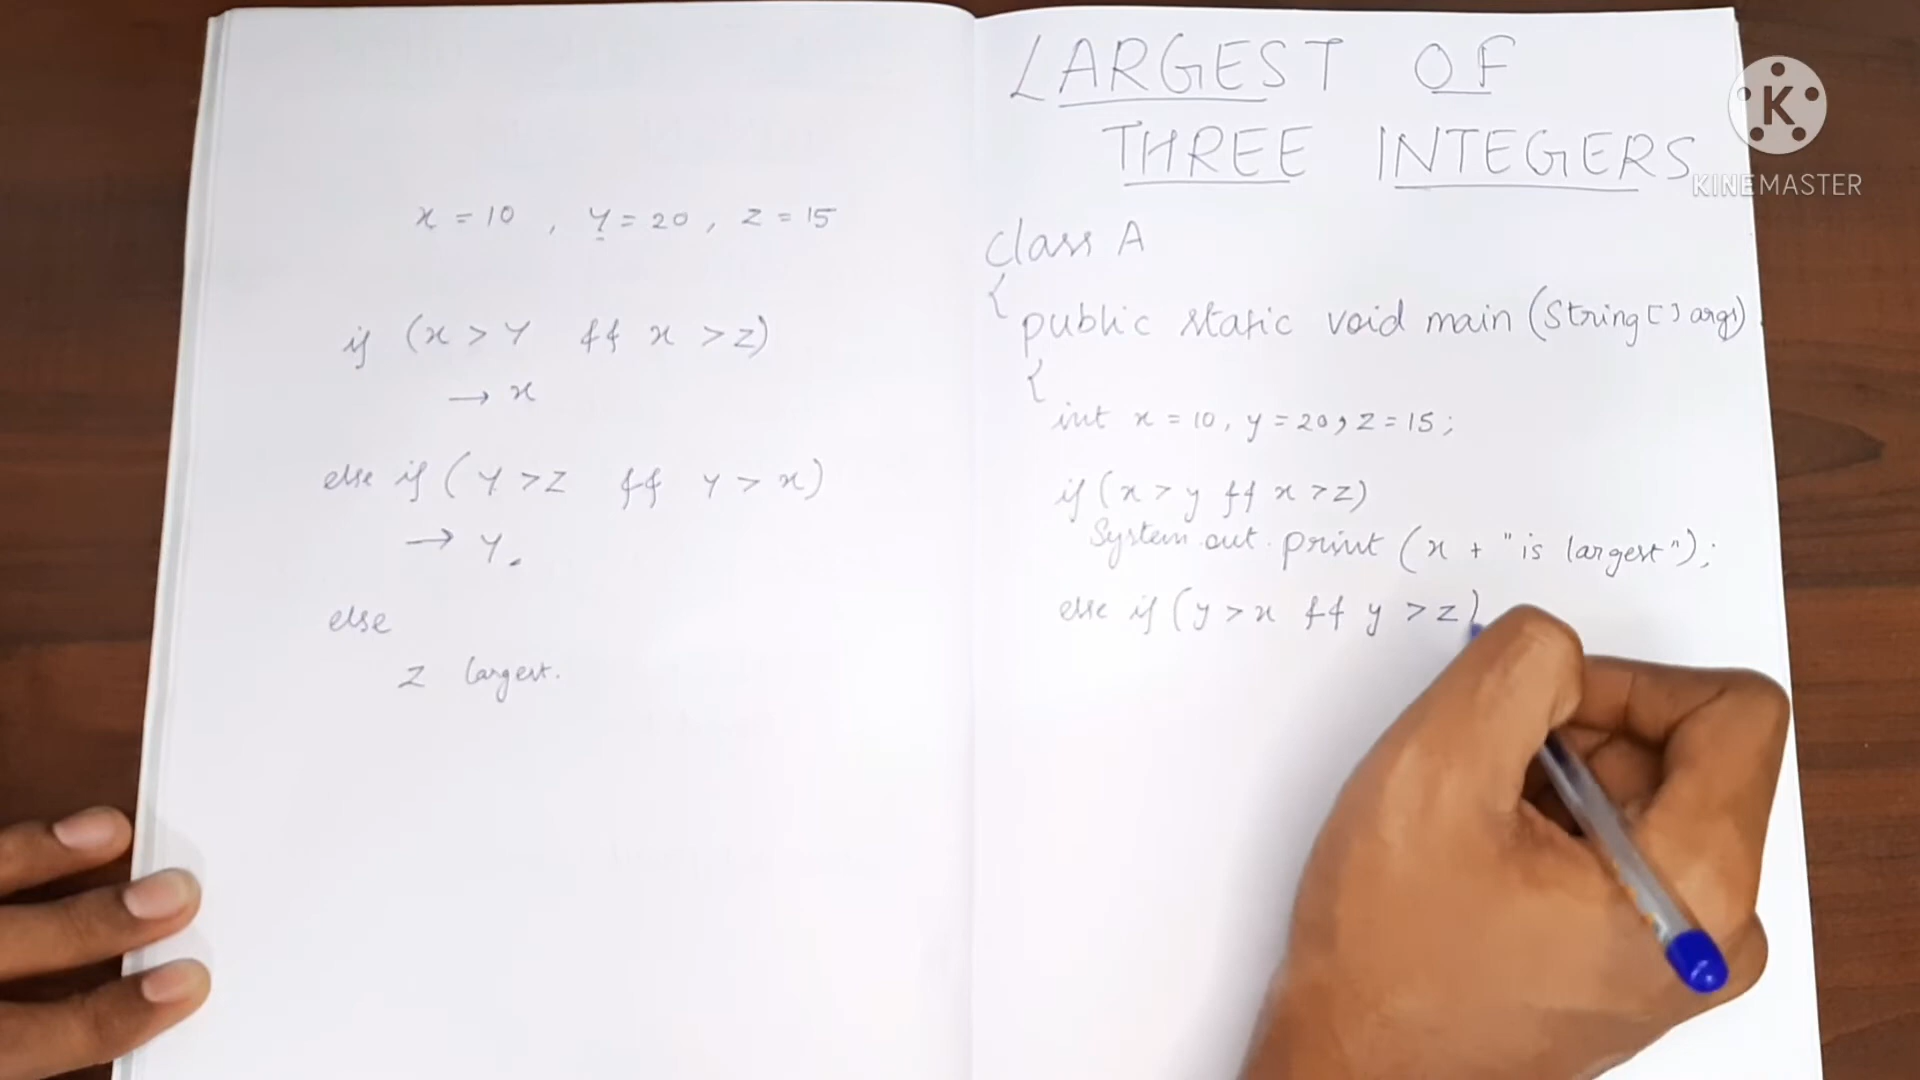 x = 10 , Y = 20 , Z = 15
if (x > Y && x > Z)
→ x
else if (Y > Z && Y > x)
→ Y.
else
Z largest.
LARGEST OF
THREE INTEGERS
class A
{
public static void main (String[] args)
{
int x = 10, y = 20, z = 15;
if (x > y && x > z)
System.out.print (x + "is largest");
else if (y > x && y > z)
K
KINEMASTER